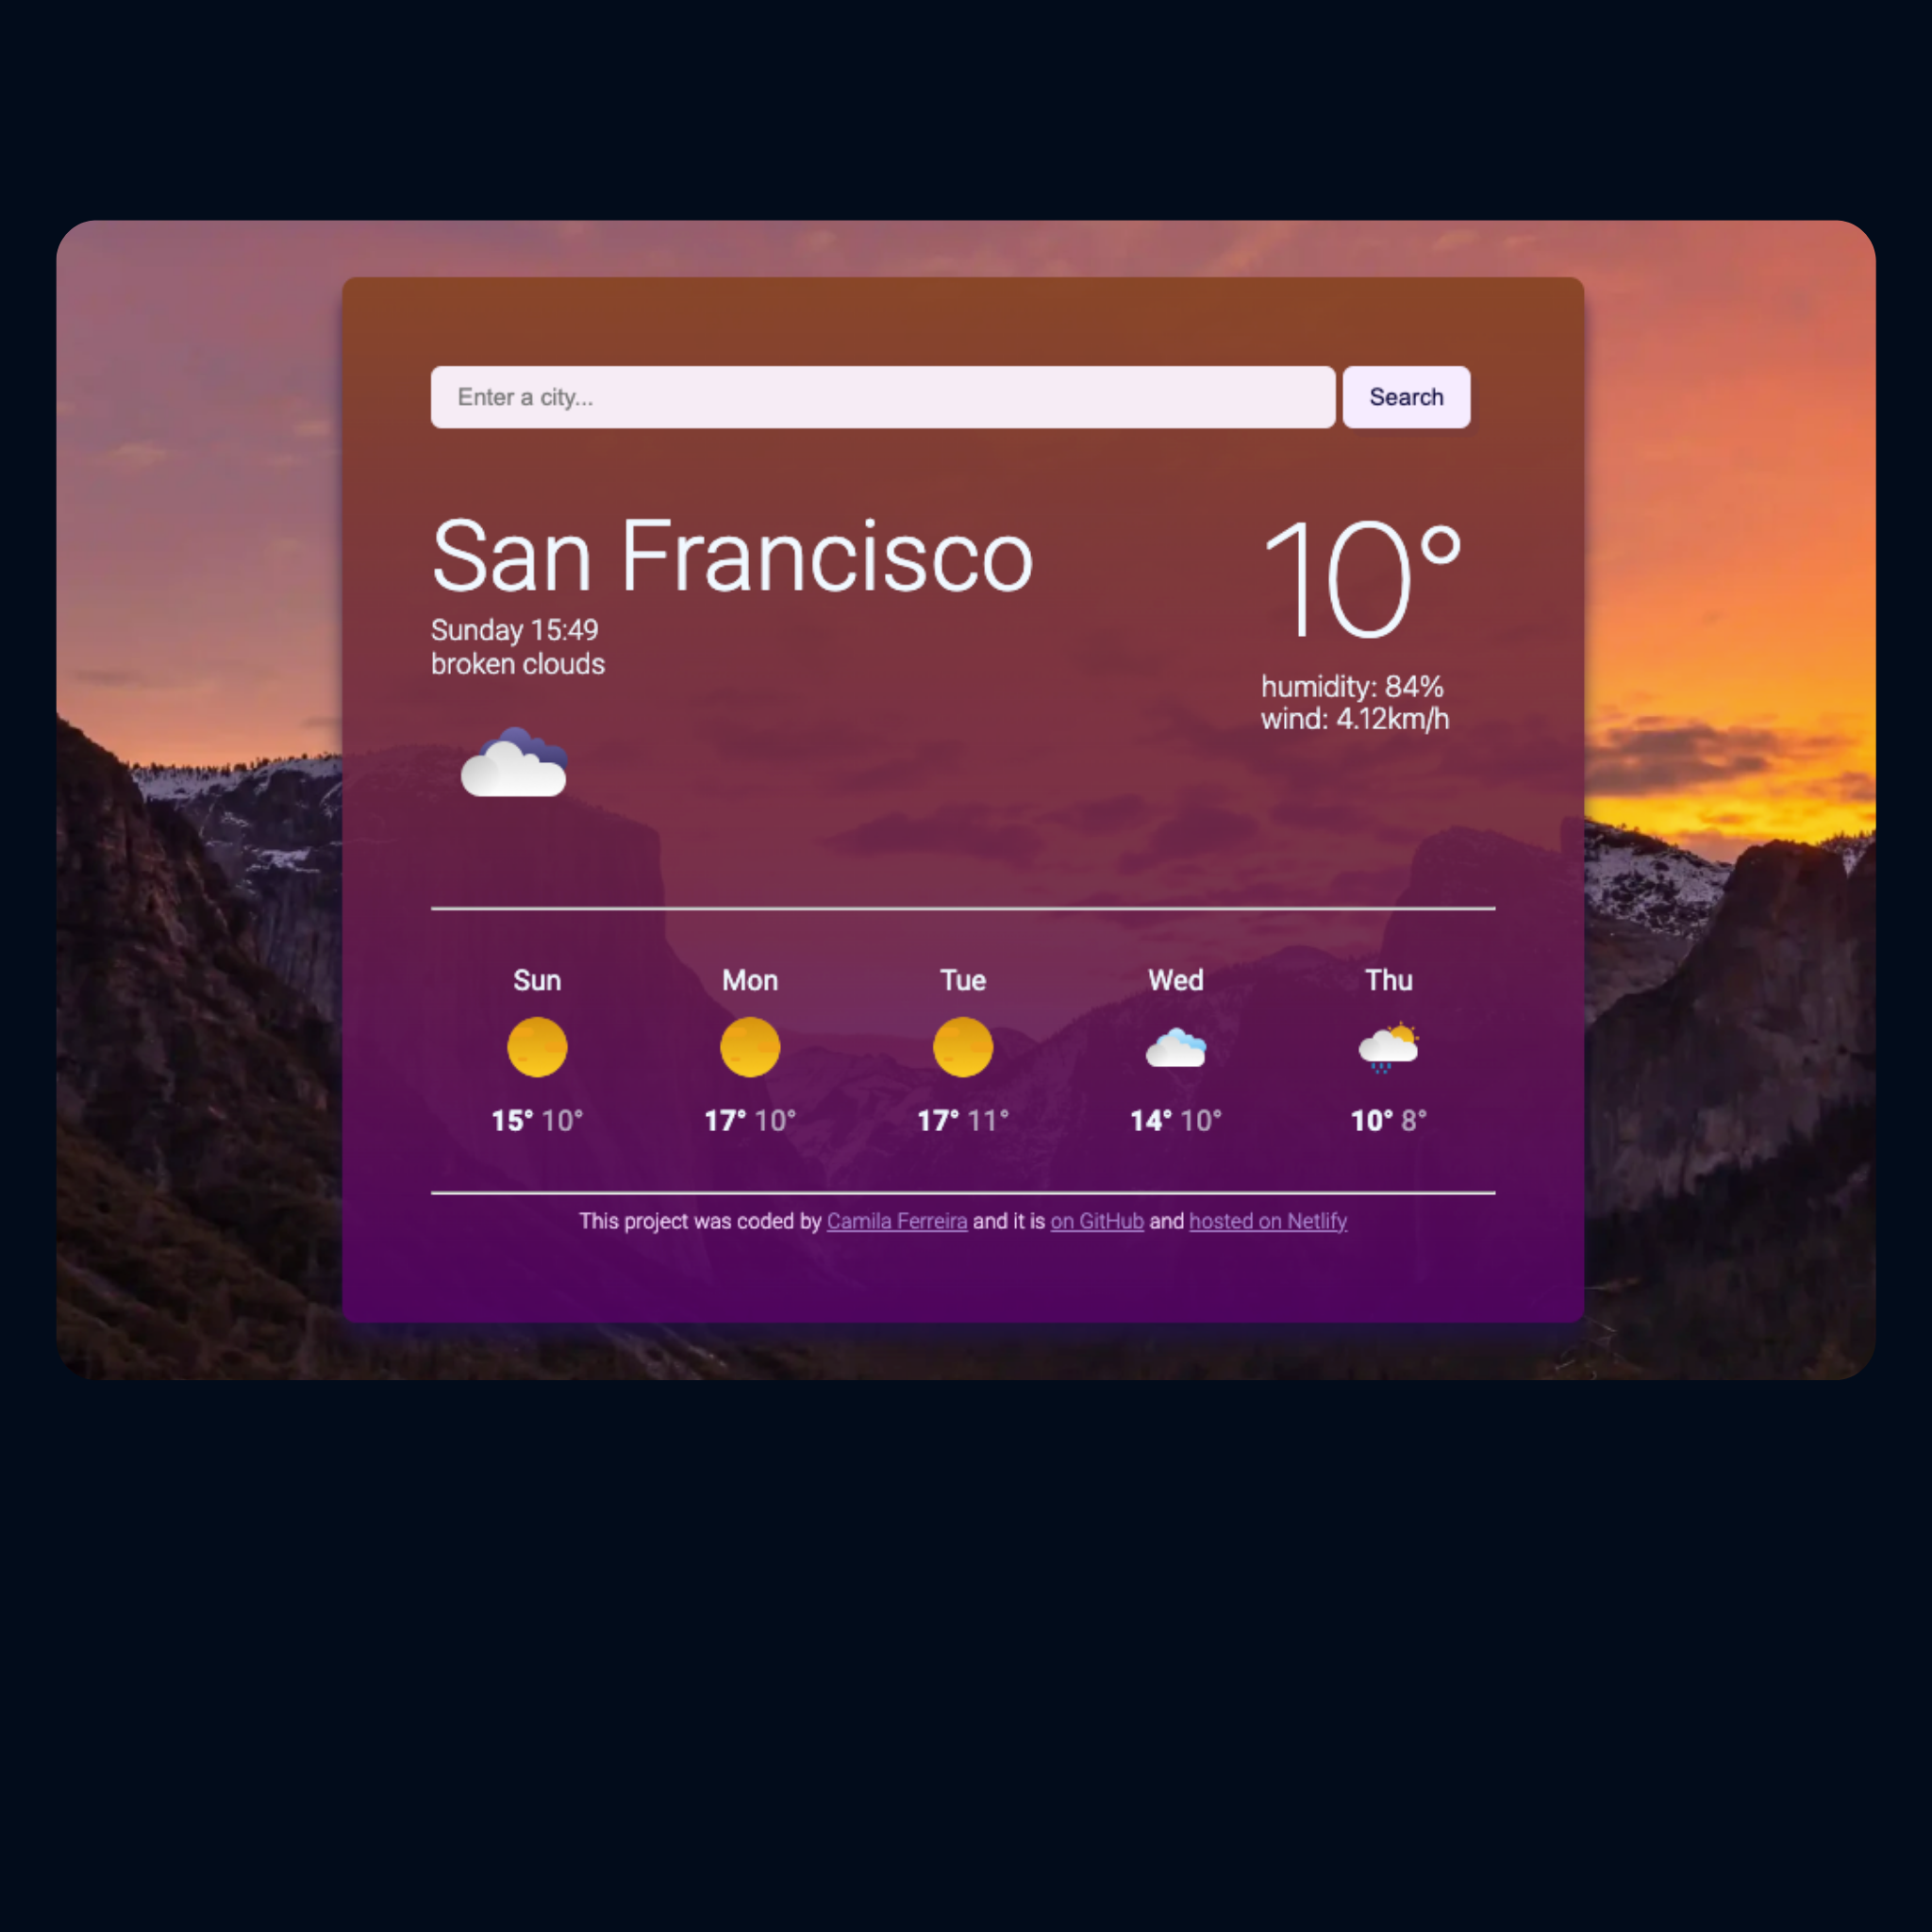 Enter a city...
Search
San Francisco
Sunday 15:49
broken clouds
10°
humidity: 84%
wind: 4.12km/h
Sun
Mon
Tue
Wed
Thu
15° 10°
17° 10°
17° 11°
14° 10°
10° 8°
This project was coded by Camila Ferreira and it is on GitHub and hosted on Netlify